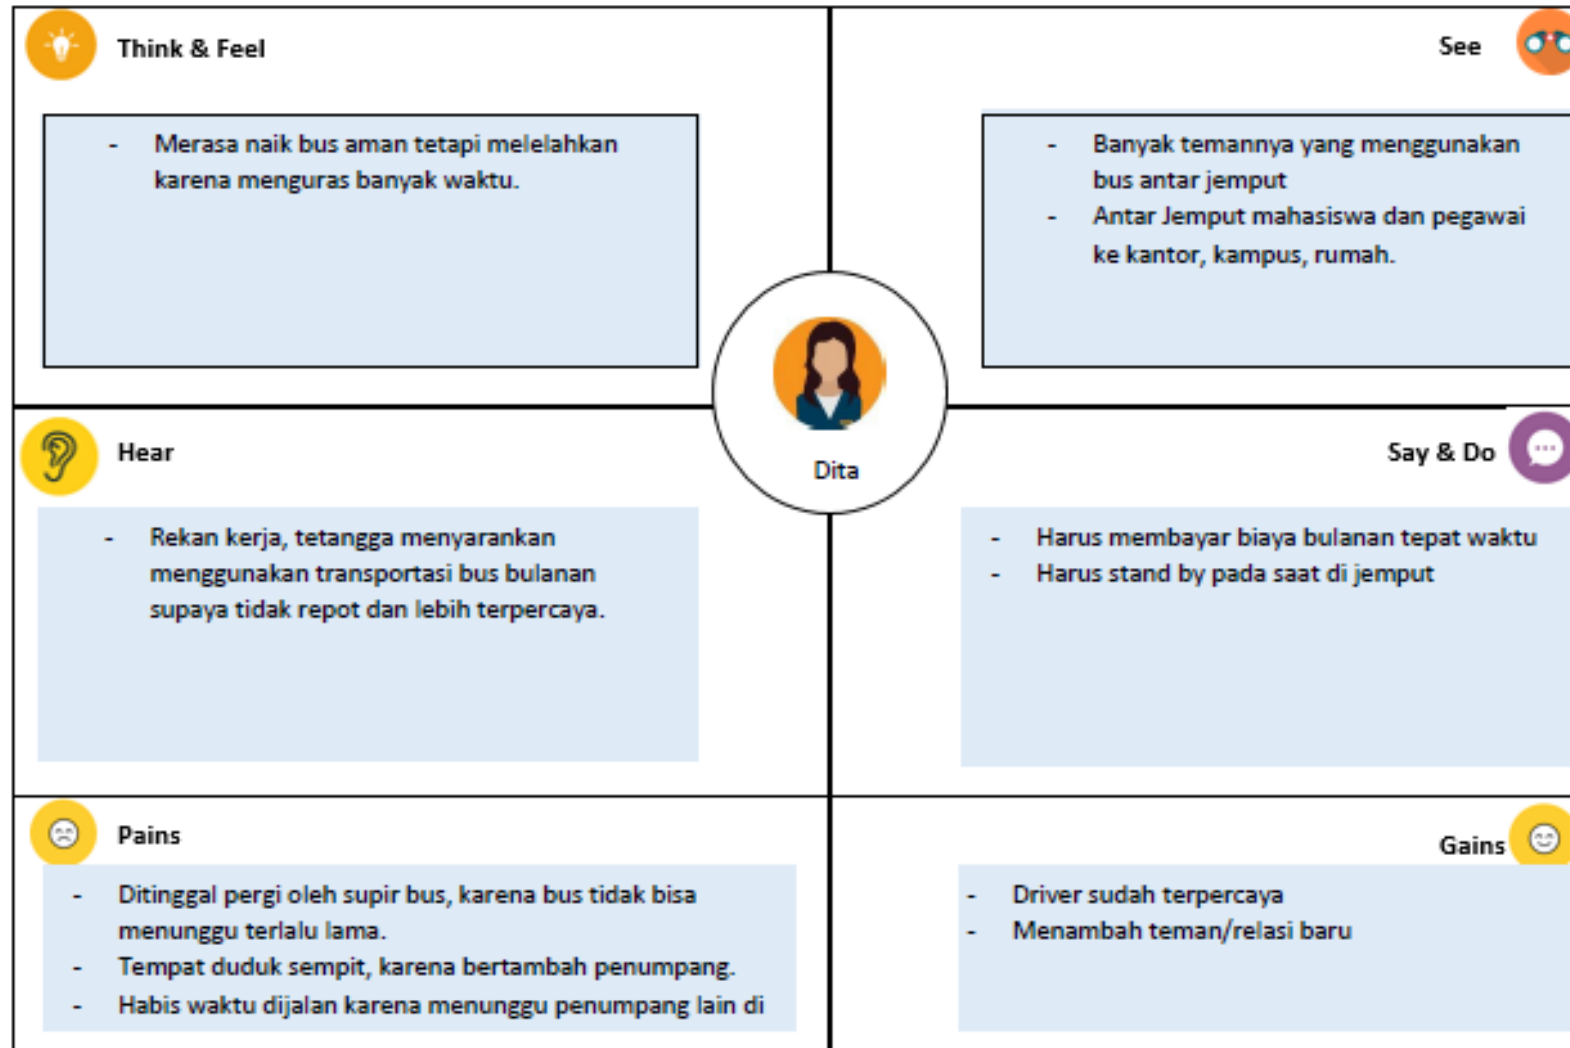 Think & Feel
- Merasa naik bus aman tetapi melelahkan
karena menguras banyak waktu.
See
- Banyak temannya yang menggunakan
bus antar jemput
- Antar Jemput mahasiswa dan pegawai
ke kantor, kampus, rumah.
Dita
Hear
- Rekan kerja, tetangga menyarankan
menggunakan transportasi bus bulanan
supaya tidak repot dan lebih terpercaya.
Say & Do
- Harus membayar biaya bulanan tepat waktu
- Harus stand by pada saat di jemput
Pains
- Ditinggal pergi oleh supir bus, karena bus tidak bisa
menunggu terlalu lama.
- Tempat duduk sempit, karena bertambah penumpang.
- Habis waktu dijalan karena menunggu penumpang lain di
Gains
- Driver sudah terpercaya
- Menambah teman/relasi baru